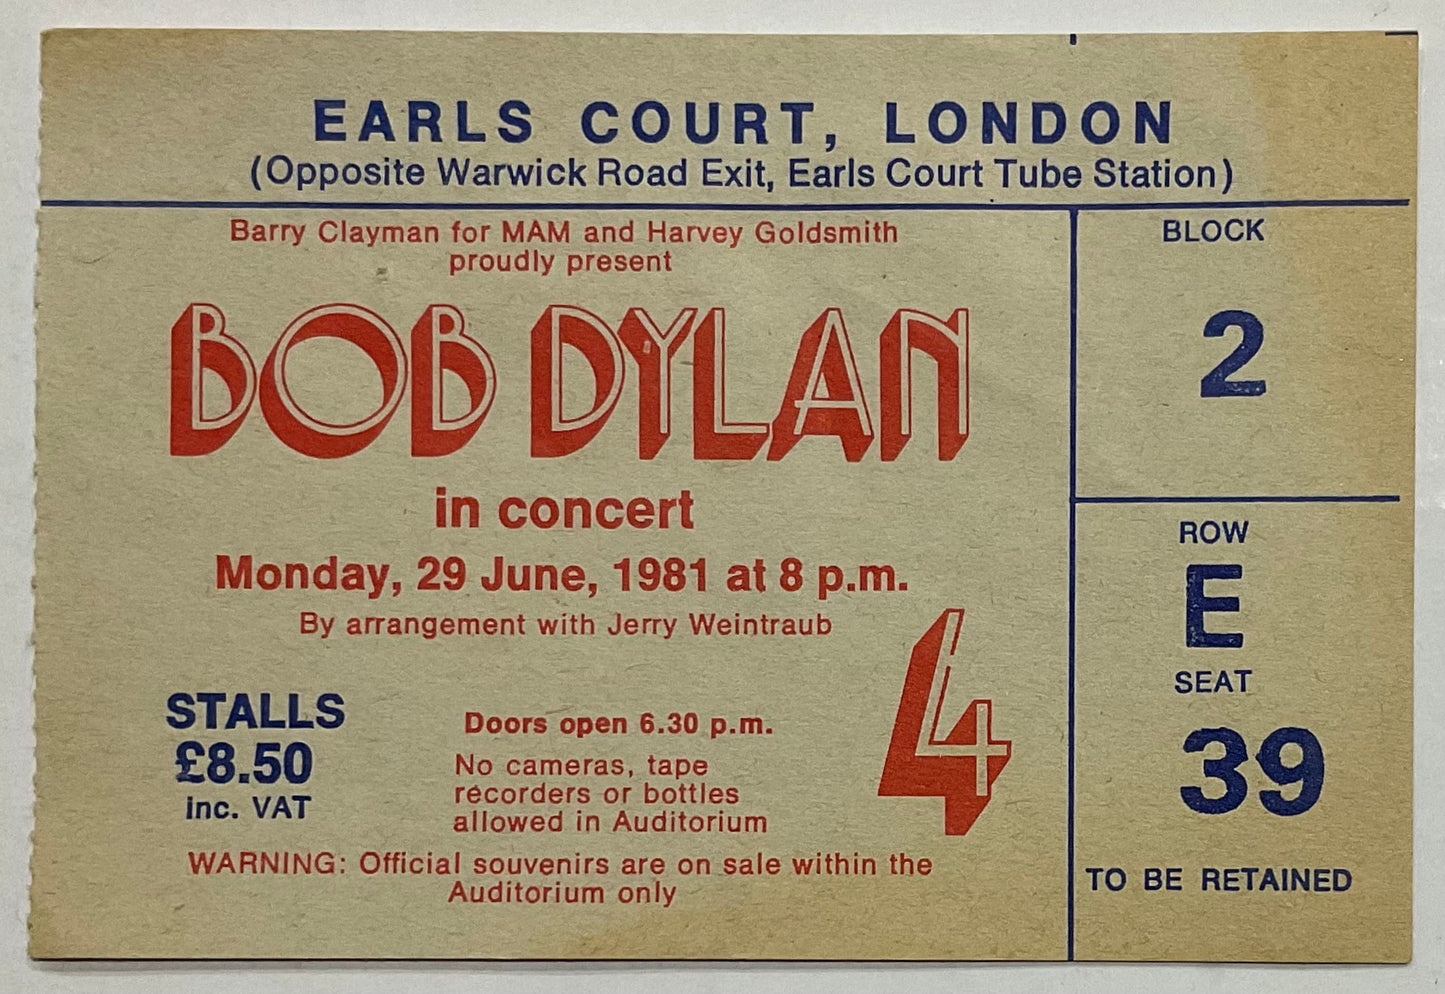 EARLS COURT, LONDON
(Opposite Warwick Road Exit, Earls Court Tube Station)
Barry Clayman for MAM and Harvey Goldsmith
proudly present
BOB DYLAN
in concert
Monday, 29 June, 1981 at 8 p.m.
By arrangement with Jerry Weintraub
4
STALLS
£8.50
inc. VAT
Doors open 6.30 p.m.
No cameras, tape
recorders or bottles
allowed in Auditorium
WARNING: Official souvenirs are on sale within the
Auditorium only
BLOCK
2
ROW
E
SEAT
39
TO BE RETAINED